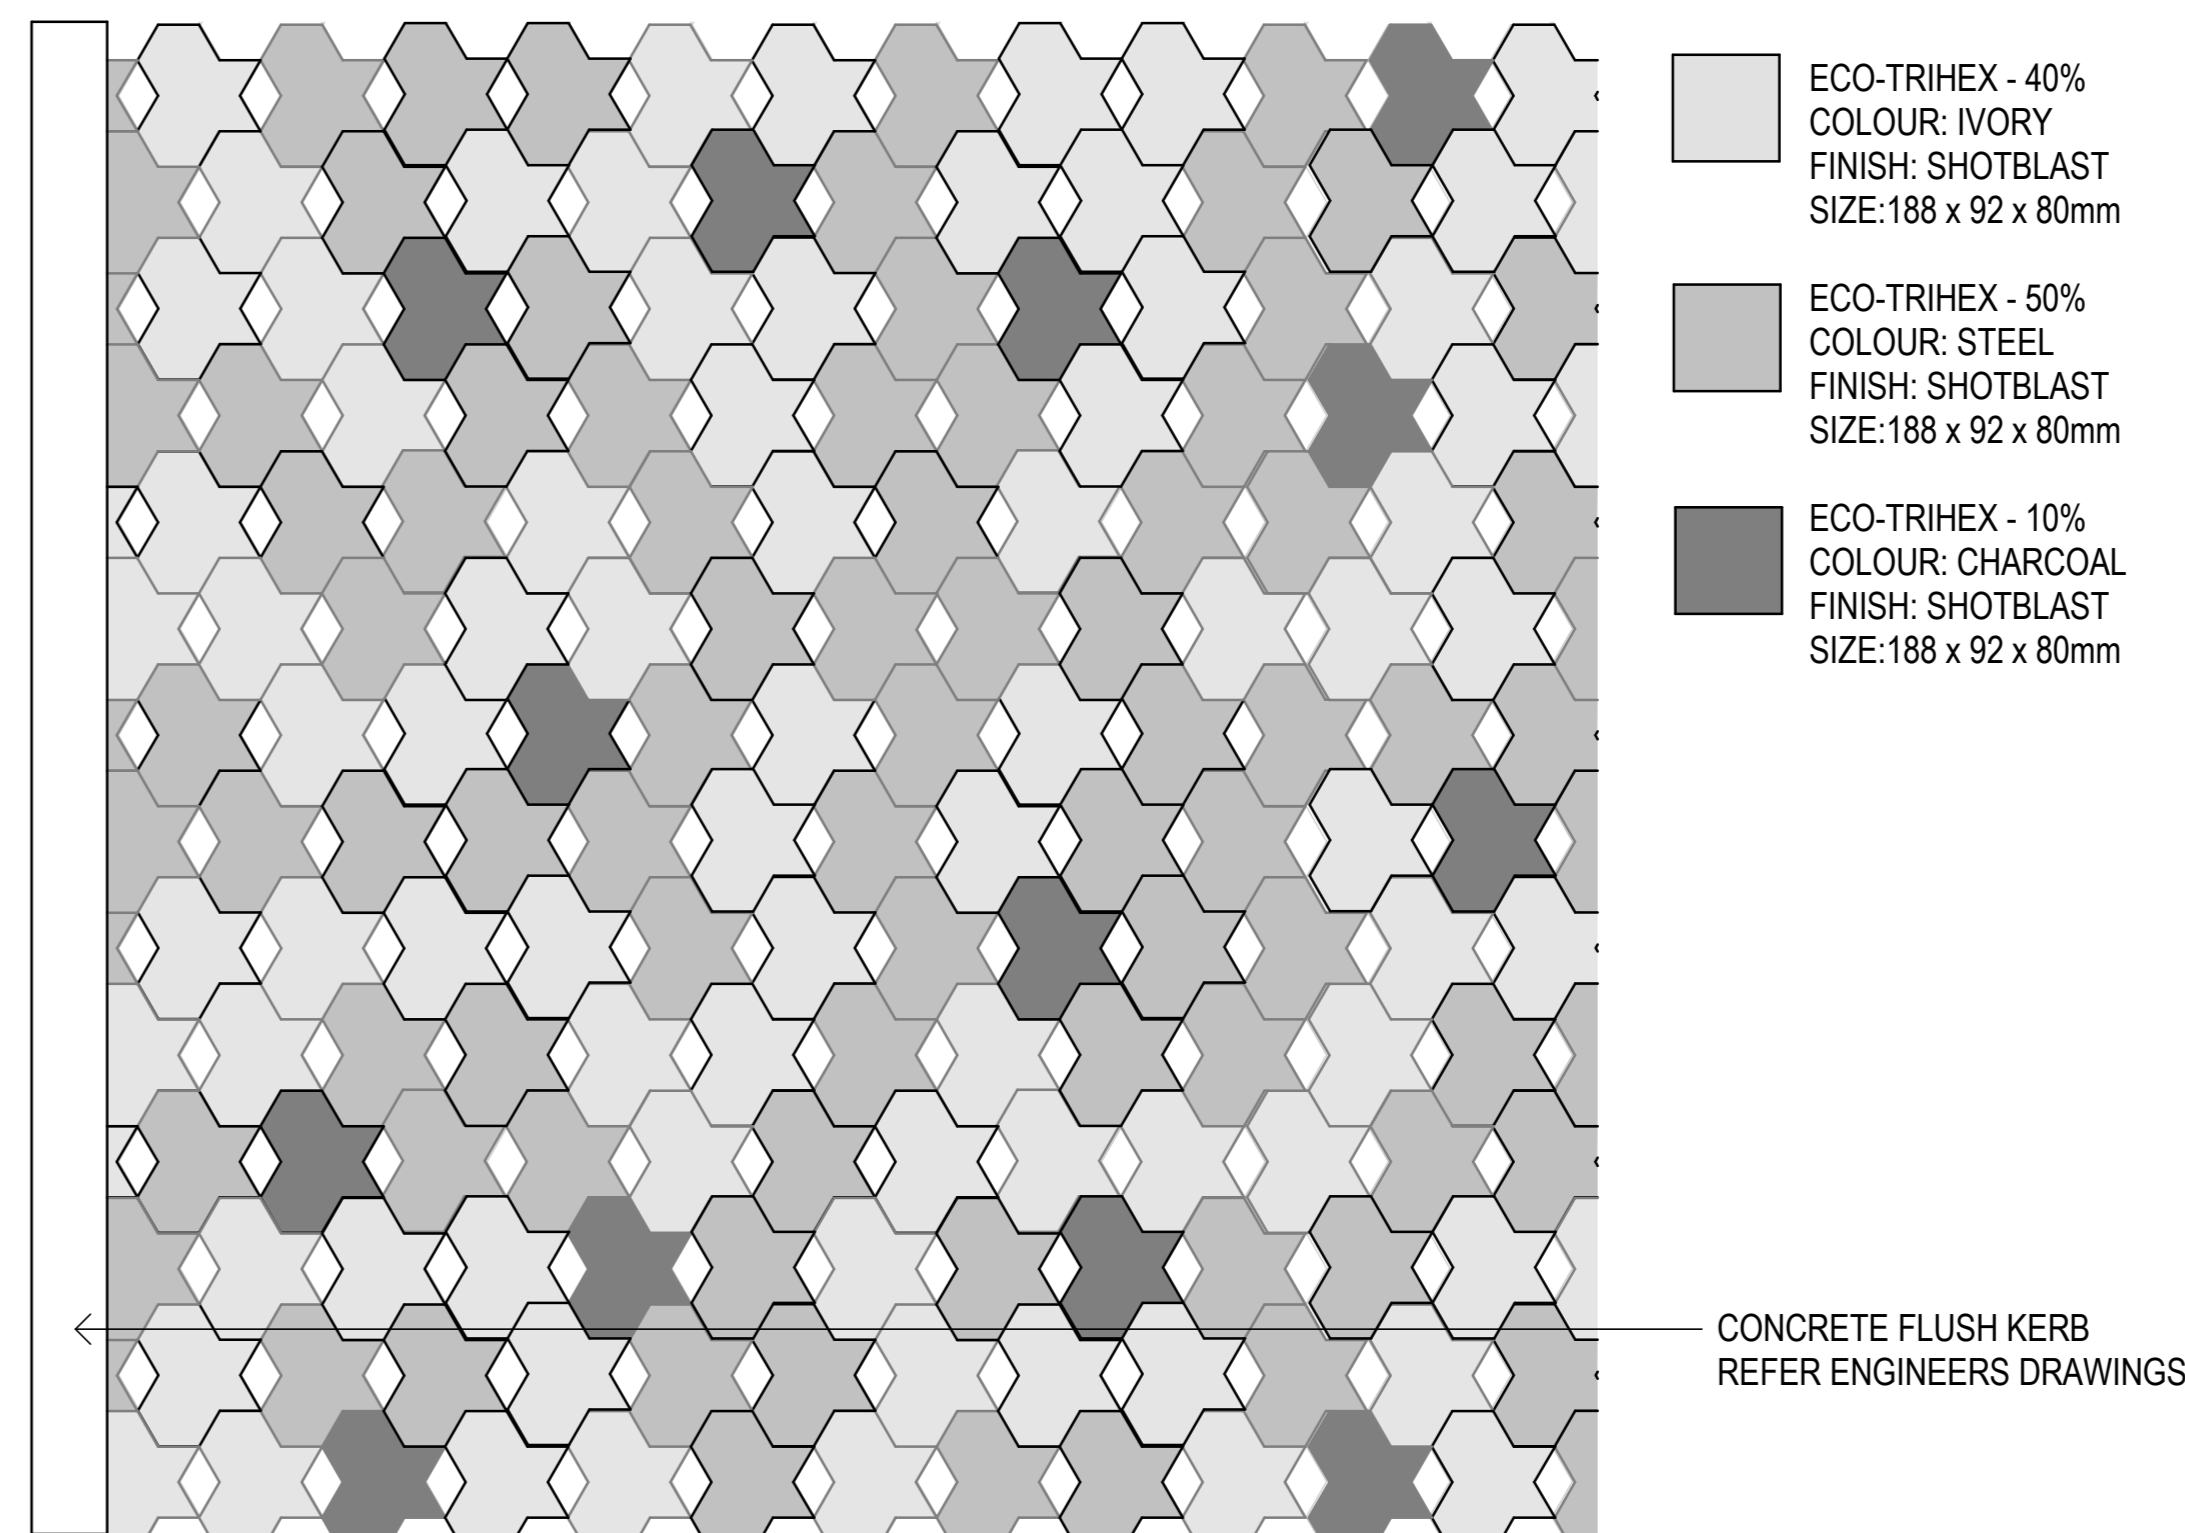 ECO-TRIHEX - 40%
COLOUR: IVORY
FINISH: SHOTBLAST
SIZE:188 x 92 x 80mm
ECO-TRIHEX - 50%
COLOUR: STEEL
FINISH: SHOTBLAST
SIZE:188 x 92 x 80mm
ECO-TRIHEX - 10%
COLOUR: CHARCOAL
FINISH: SHOTBLAST
SIZE:188 x 92 x 80mm
CONCRETE FLUSH KERB
REFER ENGINEERS DRAWINGS